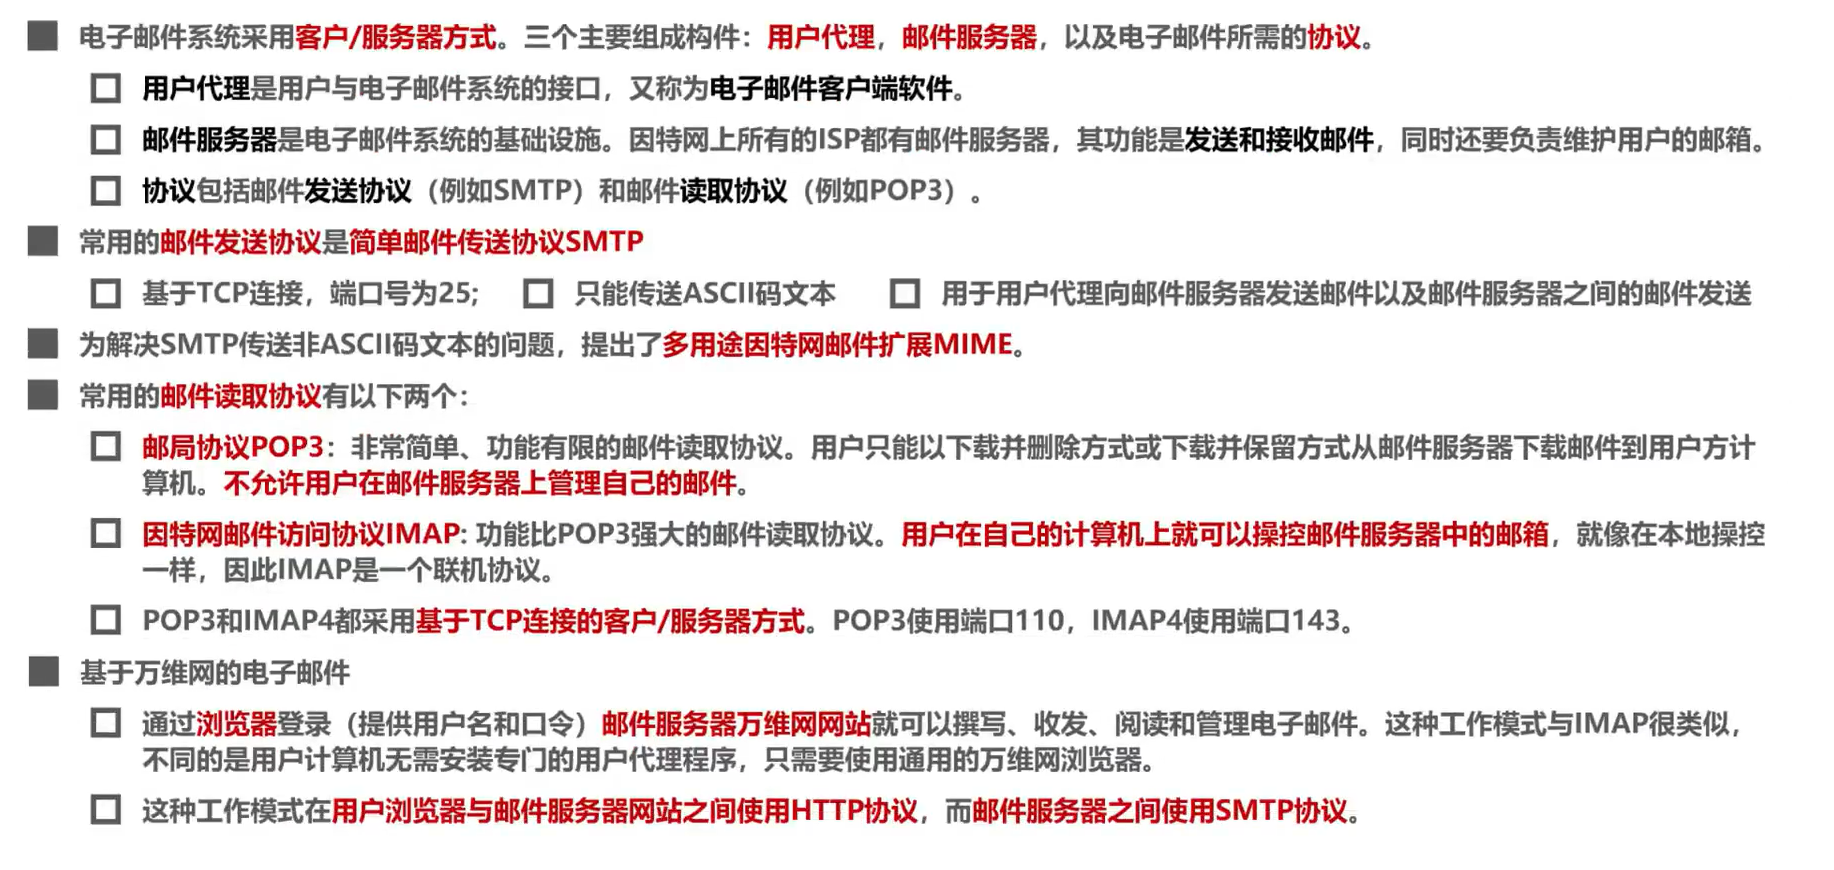 电子邮件系统采用客户/服务器方式。三个主要组成构件：用户代理，邮件服务器，以及电子邮件所需的协议。
用户代理是用户与电子邮件系统的接口，又称为电子邮件客户端软件。
邮件服务器是电子邮件系统的基础设施。因特网上所有的ISP都有邮件服务器，其功能是发送和接收邮件，同时还要负责维护用户的邮箱。
协议包括邮件发送协议（例如SMTP）和邮件读取协议（例如POP3）。
常用的邮件发送协议是简单邮件传送协议SMTP
基于TCP连接，端口号为25; 只能传送ASCII码文本 用于用户代理向邮件服务器发送邮件以及邮件服务器之间的邮件发送
为解决SMTP传送非ASCII码文本的问题，提出了多用途因特网邮件扩展MIME。
常用的邮件读取协议有以下两个：
邮局协议POP3：非常简单、功能有限的邮件读取协议。用户只能以下载并删除方式或下载并保留方式从邮件服务器下载邮件到用户方计
算机。不允许用户在邮件服务器上管理自己的邮件。
因特网邮件访问协议IMAP: 功能比POP3强大的邮件读取协议。用户在自己的计算机上就可以操控邮件服务器中的邮箱，就像在本地操控
一样，因此IMAP是一个联机协议。
POP3和IMAP4都采用基于TCP连接的客户/服务器方式。POP3使用端口110，IMAP4使用端口143。
基于万维网的电子邮件
通过浏览器登录（提供用户名和口令）邮件服务器万维网网站就可以撰写、收发、阅读和管理电子邮件。这种工作模式与IMAP很类似，
不同的是用户计算机无需安装专门的用户代理程序，只需要使用通用的万维网浏览器。
这种工作模式在用户浏览器与邮件服务器网站之间使用HTTP协议，而邮件服务器之间使用SMTP协议。